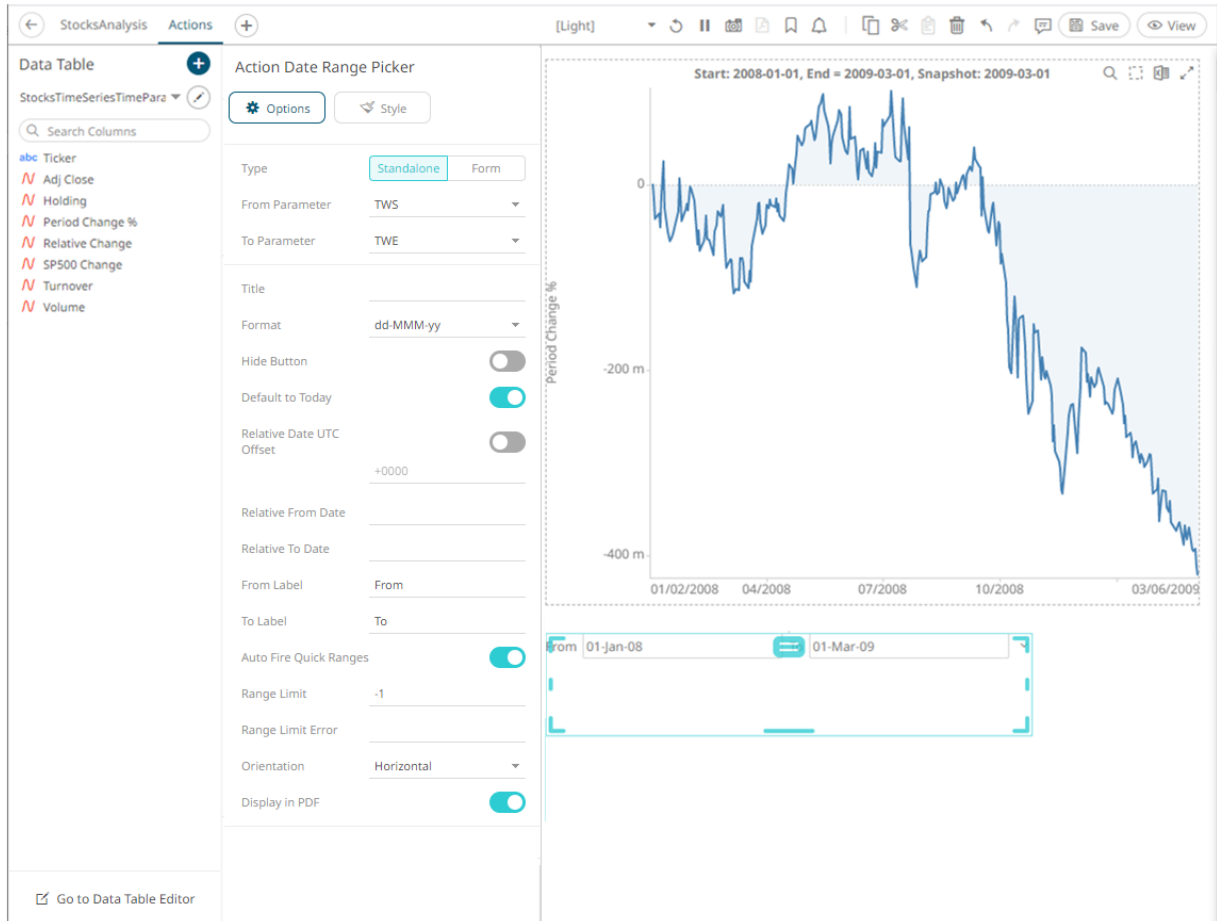 StocksAnalysis Actions [Light] Save View
Data Table
StocksTimeSeriesTimePara
Search Columns
abc Ticker
Adj Close
Holding
Period Change %
Relative Change
SP500 Change
Turnover
Volume
Go to Data Table Editor
Action Date Range Picker
Options Style
Type Standalone Form
From Parameter TWS
To Parameter TWE
Title
Format dd-MMM-yy
Hide Button
Default to Today
Relative Date UTC
Offset
+0000
Relative From Date
Relative To Date
From Label From
To Label To
Auto Fire Quick Ranges
Range Limit -1
Range Limit Error
Orientation Horizontal
Display in PDF
Start: 2008-01-01, End = 2009-03-01, Snapshot: 2009-03-01
Period Change %
0
-200 m
-400 m
01/02/2008 04/2008 07/2008 10/2008 03/06/2009
From 01-Jan-08 01-Mar-09